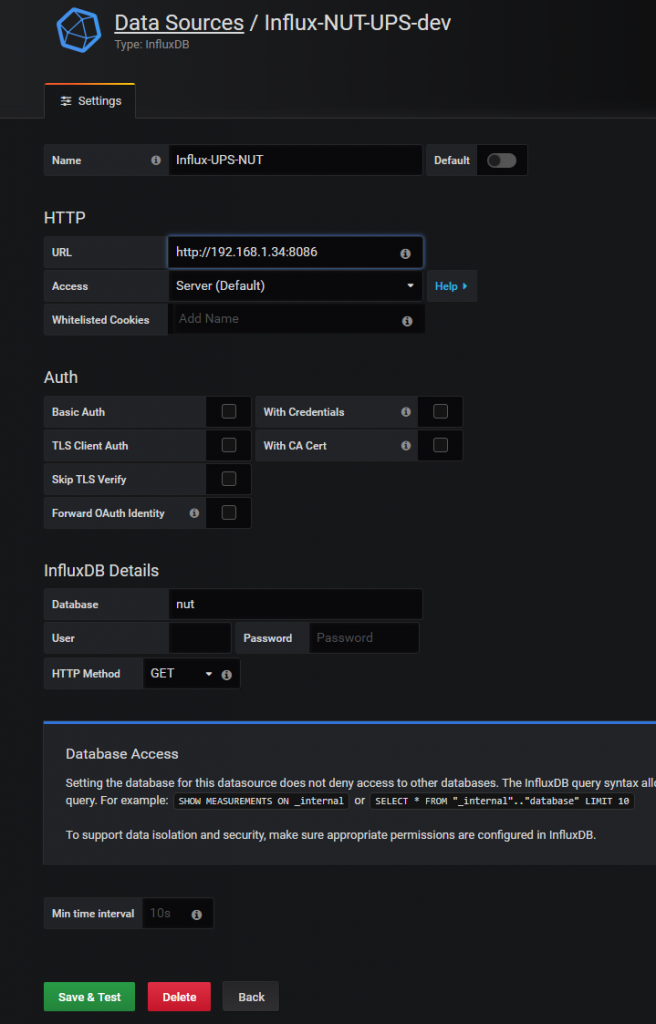 Data Sources / Influx-NUT-UPS-dev
Type: InfluxDB
Settings
Name Influx-UPS-NUT Default
HTTP
URL http://192.168.1.34:8086
Access Server (Default) Help
Whitelisted Cookies Add Name
Auth
Basic Auth With Credentials
TLS Client Auth With CA Cert
Skip TLS Verify
Forward OAuth Identity
InfluxDB Details
Database nut
User Password Password
HTTP Method GET
Database Access
Setting the database for this datasource does not deny access to other databases. The InfluxDB query syntax allo
query. For example: SHOW MEASUREMENTS ON _internal or SELECT * FROM "_internal".."database" LIMIT 10
To support data isolation and security, make sure appropriate permissions are configured in InfluxDB.
Min time interval 10s
Save & Test Delete Back